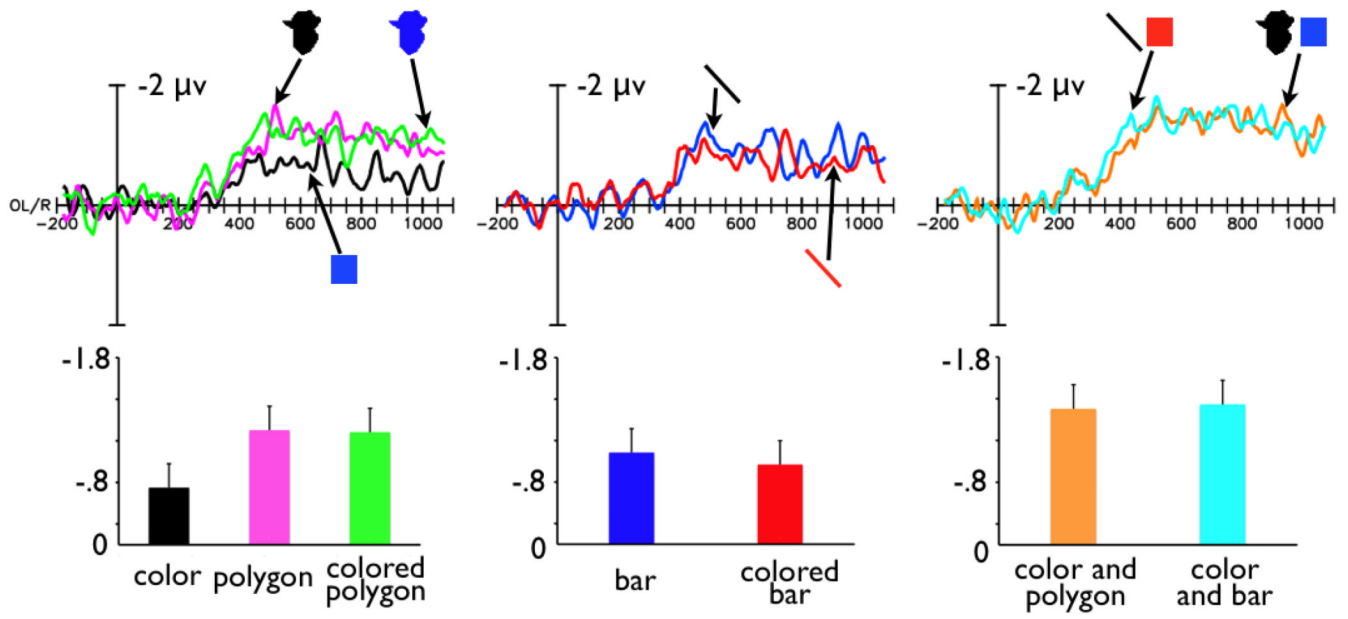 -2 μv
-2 μv
-2 μv
OL/R
-200 200 400 600 800 1000
-200 200 400 600 800 1000
-200 200 400 600 800 1000
-1.8
-.8
0
color polygon colored
polygon
-1.8
-.8
0
bar colored
bar
-1.8
-.8
0
color and
polygon
color
and bar